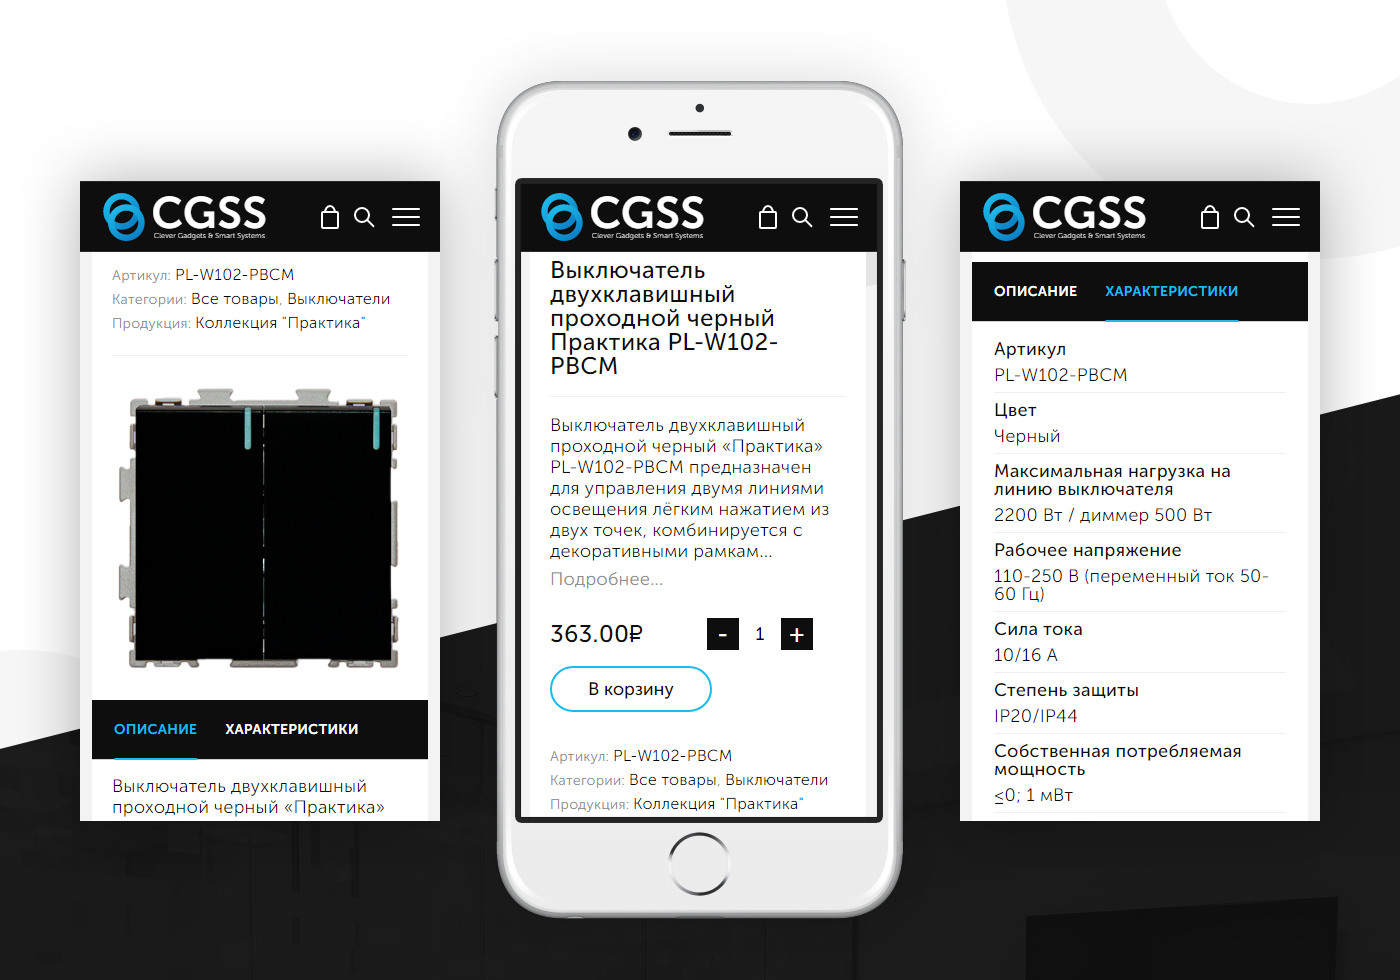 CGSS
Clever Gadgets & Smart Systems
Артикул: PL-W102-PBCM
Категории: Все товары, Выключатели
Продукция: Коллекция "Практика"
ОПИСАНИЕ ХАРАКТЕРИСТИКИ
Выключатель двухклавишный
проходной черный «Практика»
CGSS
Clever Gadgets & Smart Systems
Выключатель
двухклавишный
проходной черный
Практика PL-W102-
PBCM
Выключатель двухклавишный
проходной черный «Практика»
PL-W102-PBCM предназначен
для управления двумя линиями
освещения лёгким нажатием из
двух точек, комбинируется с
декоративными рамкам...
Подробнее...
363.00₽ - 1 +
В корзину
Артикул: PL-W102-PBCM
Категории: Все товары, Выключатели
Продукция: Коллекция "Практика"
CGSS
Clever Gadgets & Smart Systems
ОПИСАНИЕ ХАРАКТЕРИСТИКИ
Артикул
PL-W102-PBCM
Цвет
Черный
Максимальная нагрузка на
линию выключателя
2200 Вт / диммер 500 Вт
Рабочее напряжение
110-250 В (переменный ток 50-
60 Гц)
Сила тока
10/16 А
Степень защиты
IP20/IP44
Собственная потребляемая
мощность
≤0; 1 мВт